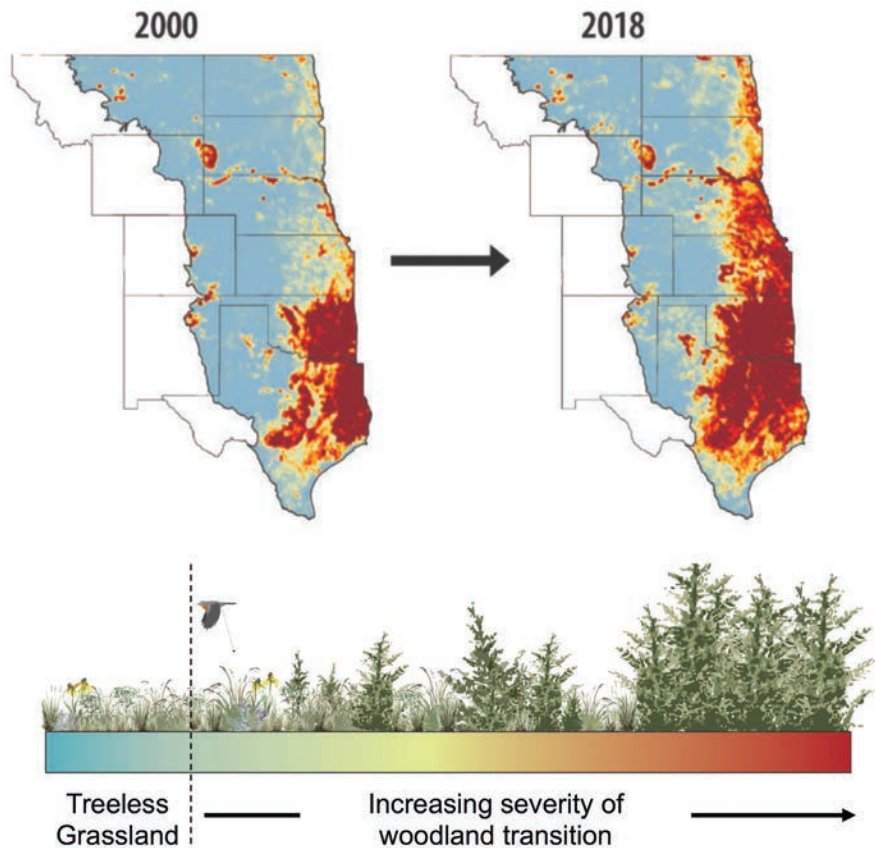 2000
2018
Treeless
Grassland
Increasing severity of
woodland transition